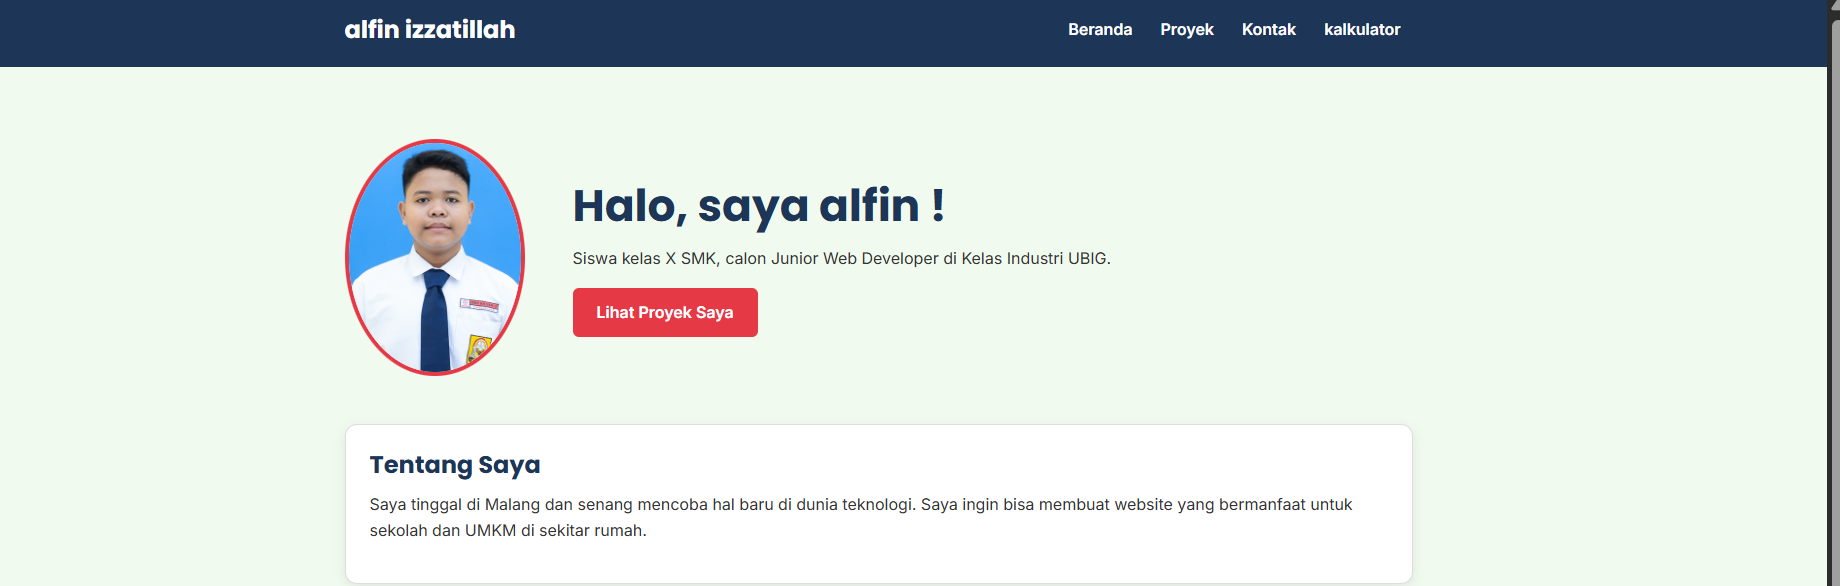 alfin izzatillah
Beranda Proyek Kontak kalkulator
Halo, saya alfin !
Siswa kelas X SMK, calon Junior Web Developer di Kelas Industri UBIG.
Lihat Proyek Saya
Tentang Saya
Saya tinggal di Malang dan senang mencoba hal baru di dunia teknologi. Saya ingin bisa membuat website yang bermanfaat untuk
sekolah dan UMKM di sekitar rumah.